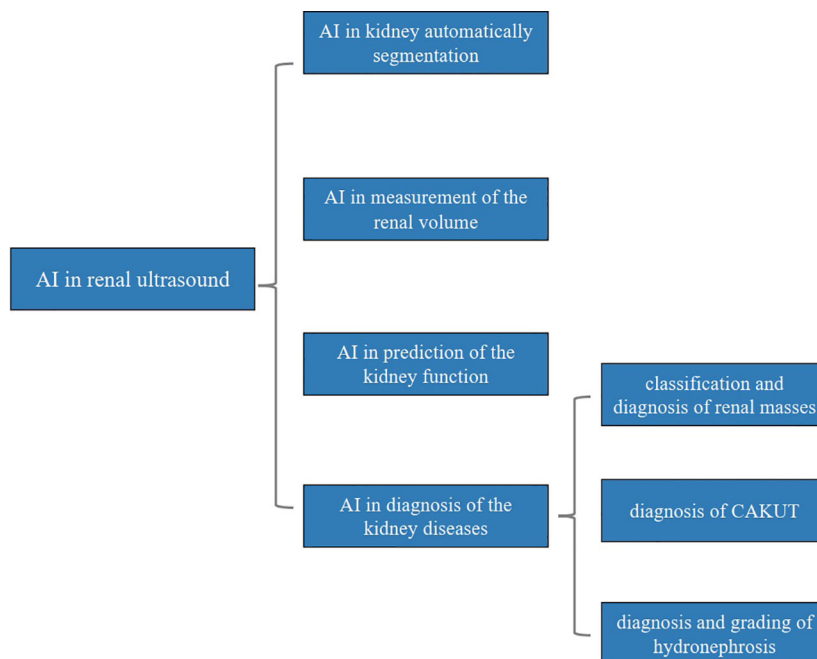 AI in kidney automatically
segmentation
AI in measurement of the
renal volume
AI in renal ultrasound
AI in prediction of the
kidney function
classification and
diagnosis of renal masses
AI in diagnosis of the
kidney diseases
diagnosis of CAKUT
diagnosis and grading of
hydronephrosis